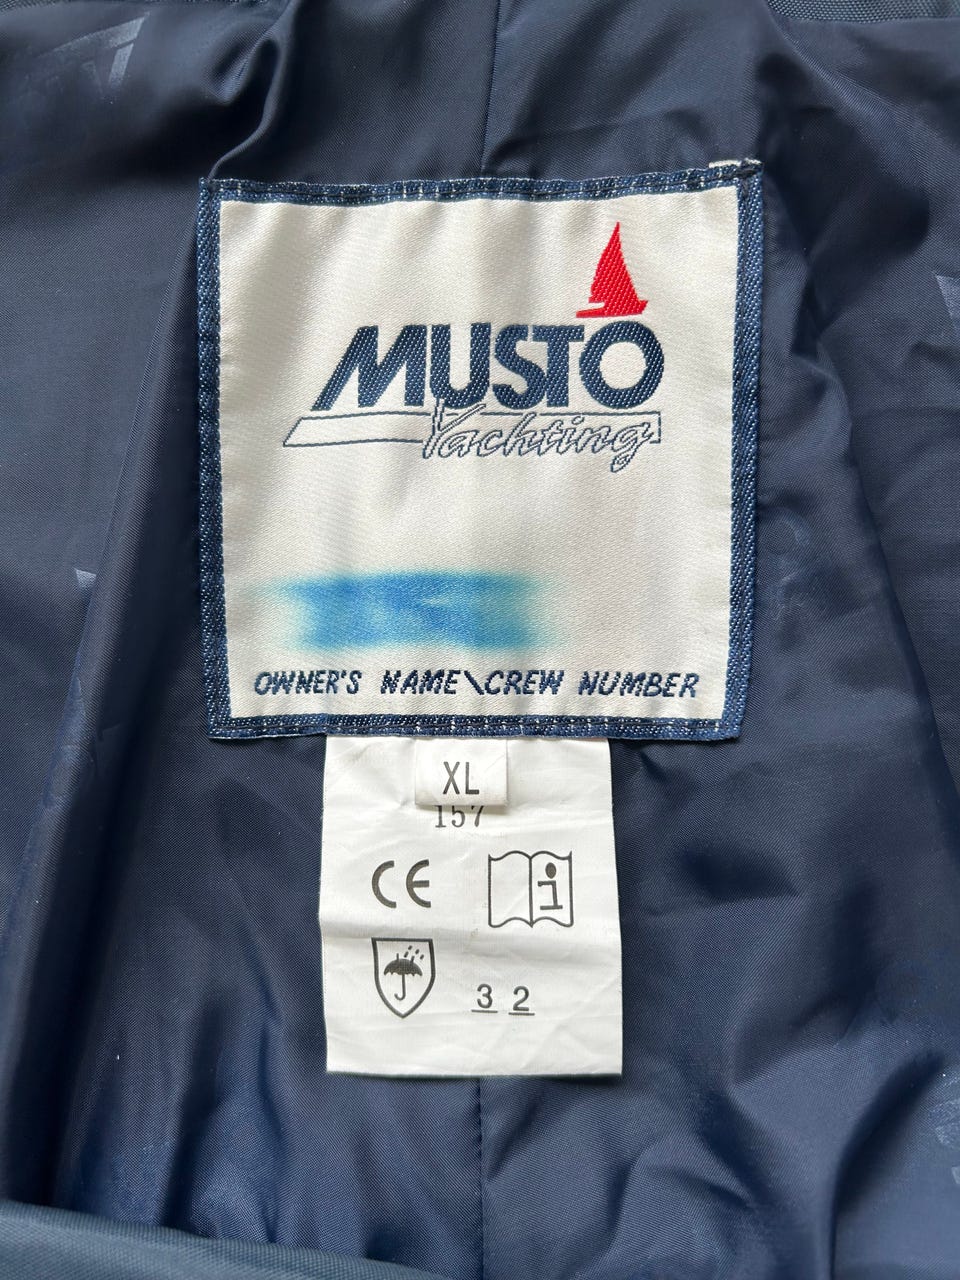 MUSTO
Yachting
OWNER'S NAME\CREW NUMBER
XL
157
CE
i
3 2